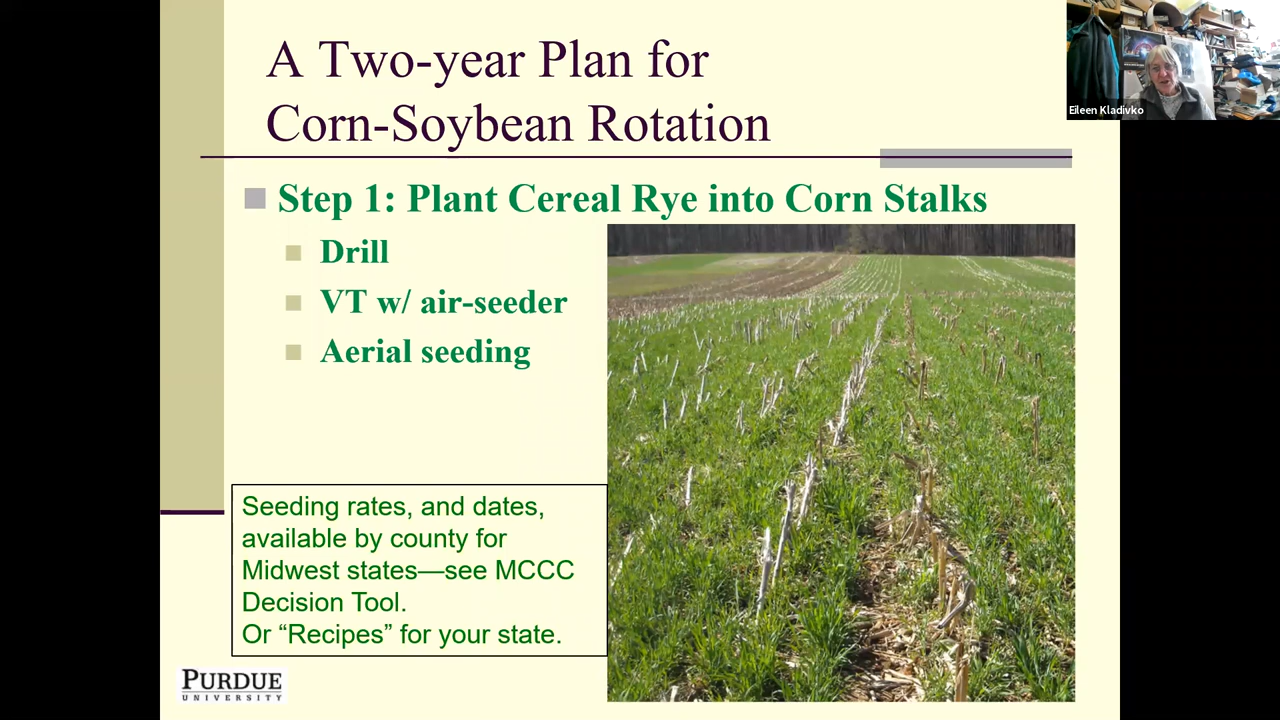 A Two-year Plan for
Corn-Soybean Rotation
Eileen Kladivko
Step 1: Plant Cereal Rye into Corn Stalks
Drill
VT w/ air-seeder
Aerial seeding
Seeding rates, and dates,
available by county for
Midwest states—see MCCC
Decision Tool.
Or “Recipes” for your state.
PURDUE
UNIVERSITY